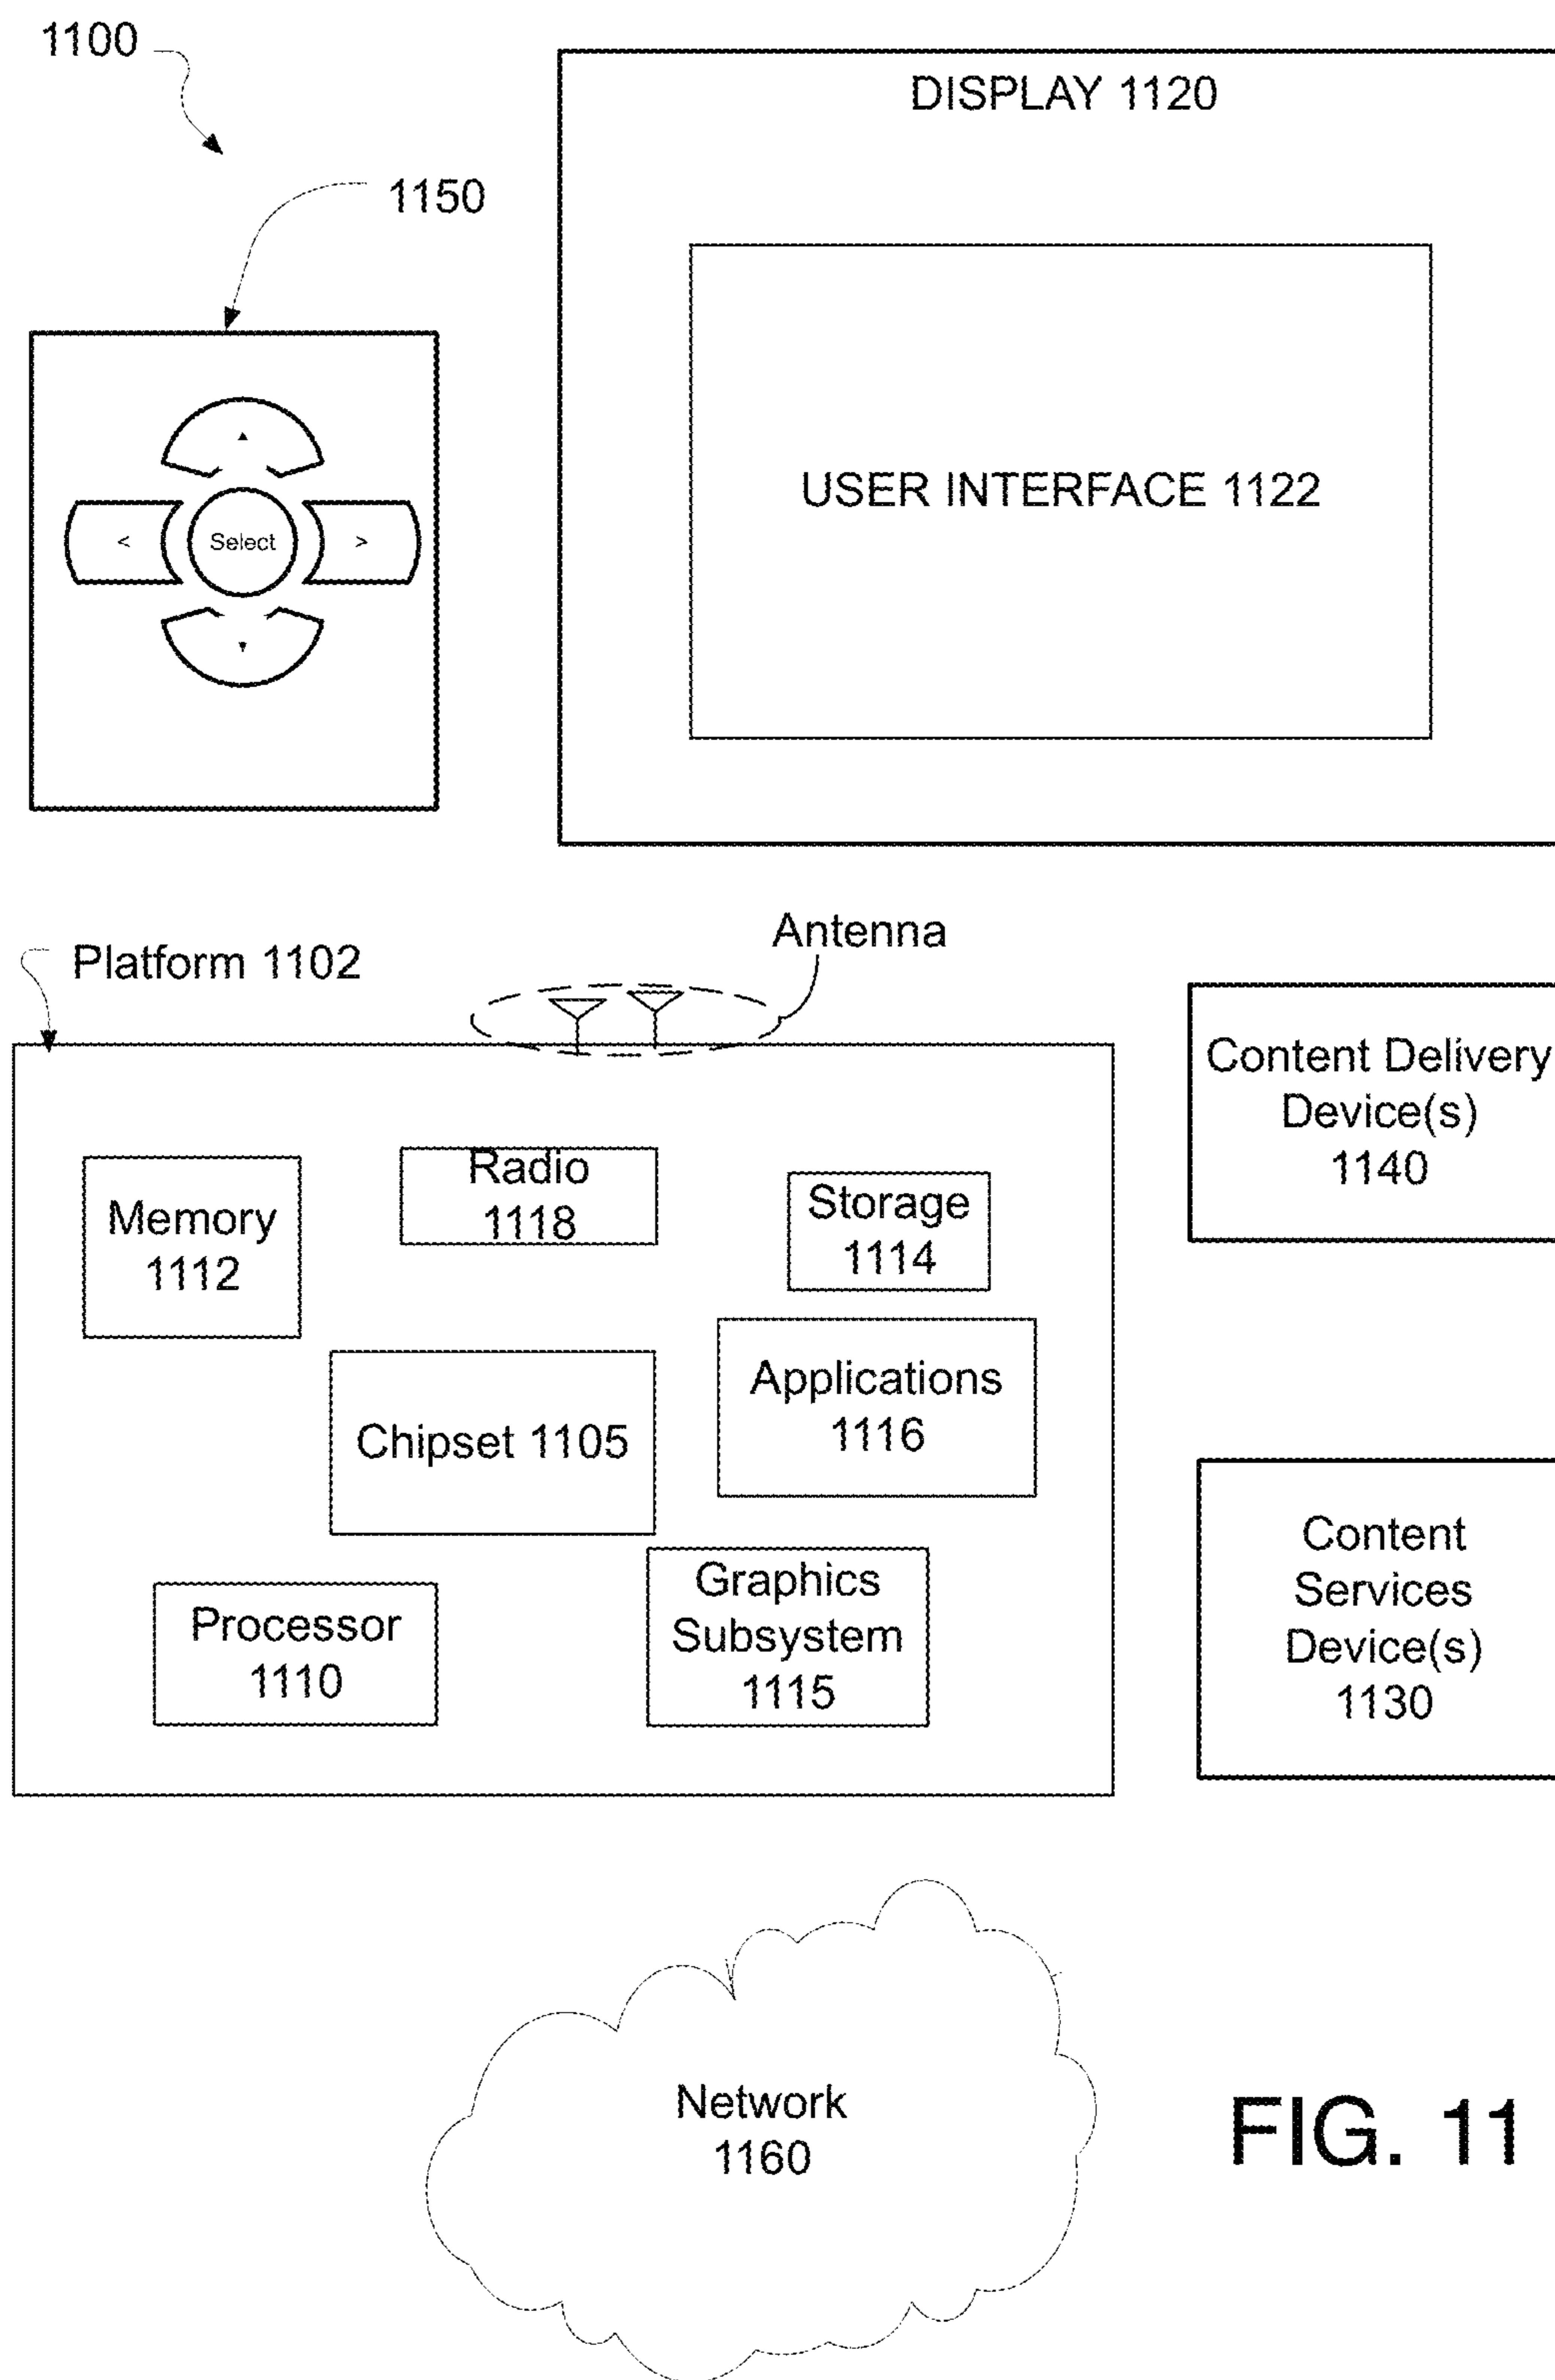 1100
DISPLAY 1120
1150
USER INTERFACE 1122
<
Select
>
Antenna
Platform 1102
Content Delivery
Device(s)
1140
Radio
1118
Memory
1112
Storage
1114
Applications
1116
Chipset 1105
Content
Services
Device(s)
1130
Graphics
Subsystem
1115
Processor
1110
Network
1160
FIG. 11